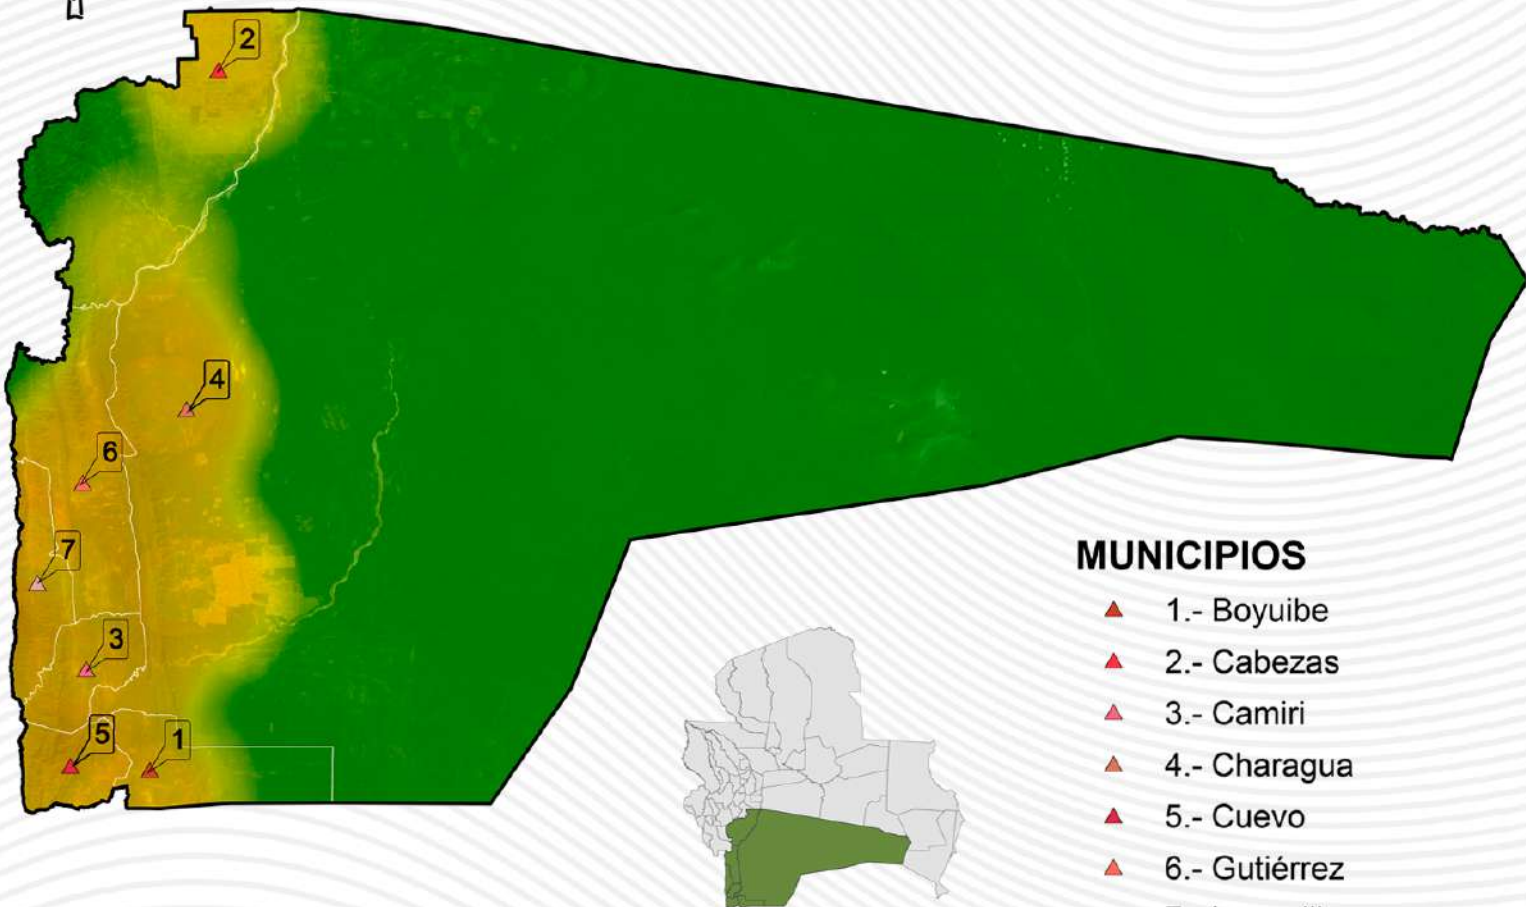 2
4
6
7
3
5
1
MUNICIPIOS
1.- Boyuibe
2.- Cabezas
3.- Camiri
4.- Charagua
5.- Cuevo
6.- Gutiérrez